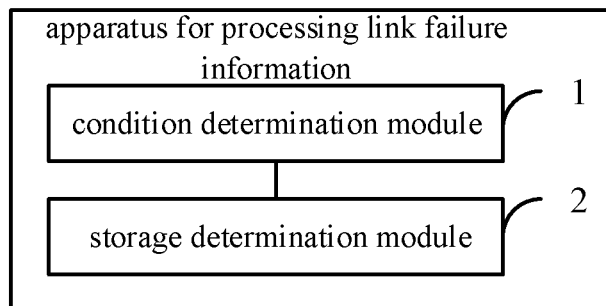 apparatus for processing link failure
information
condition determination module
1
storage determination module
2